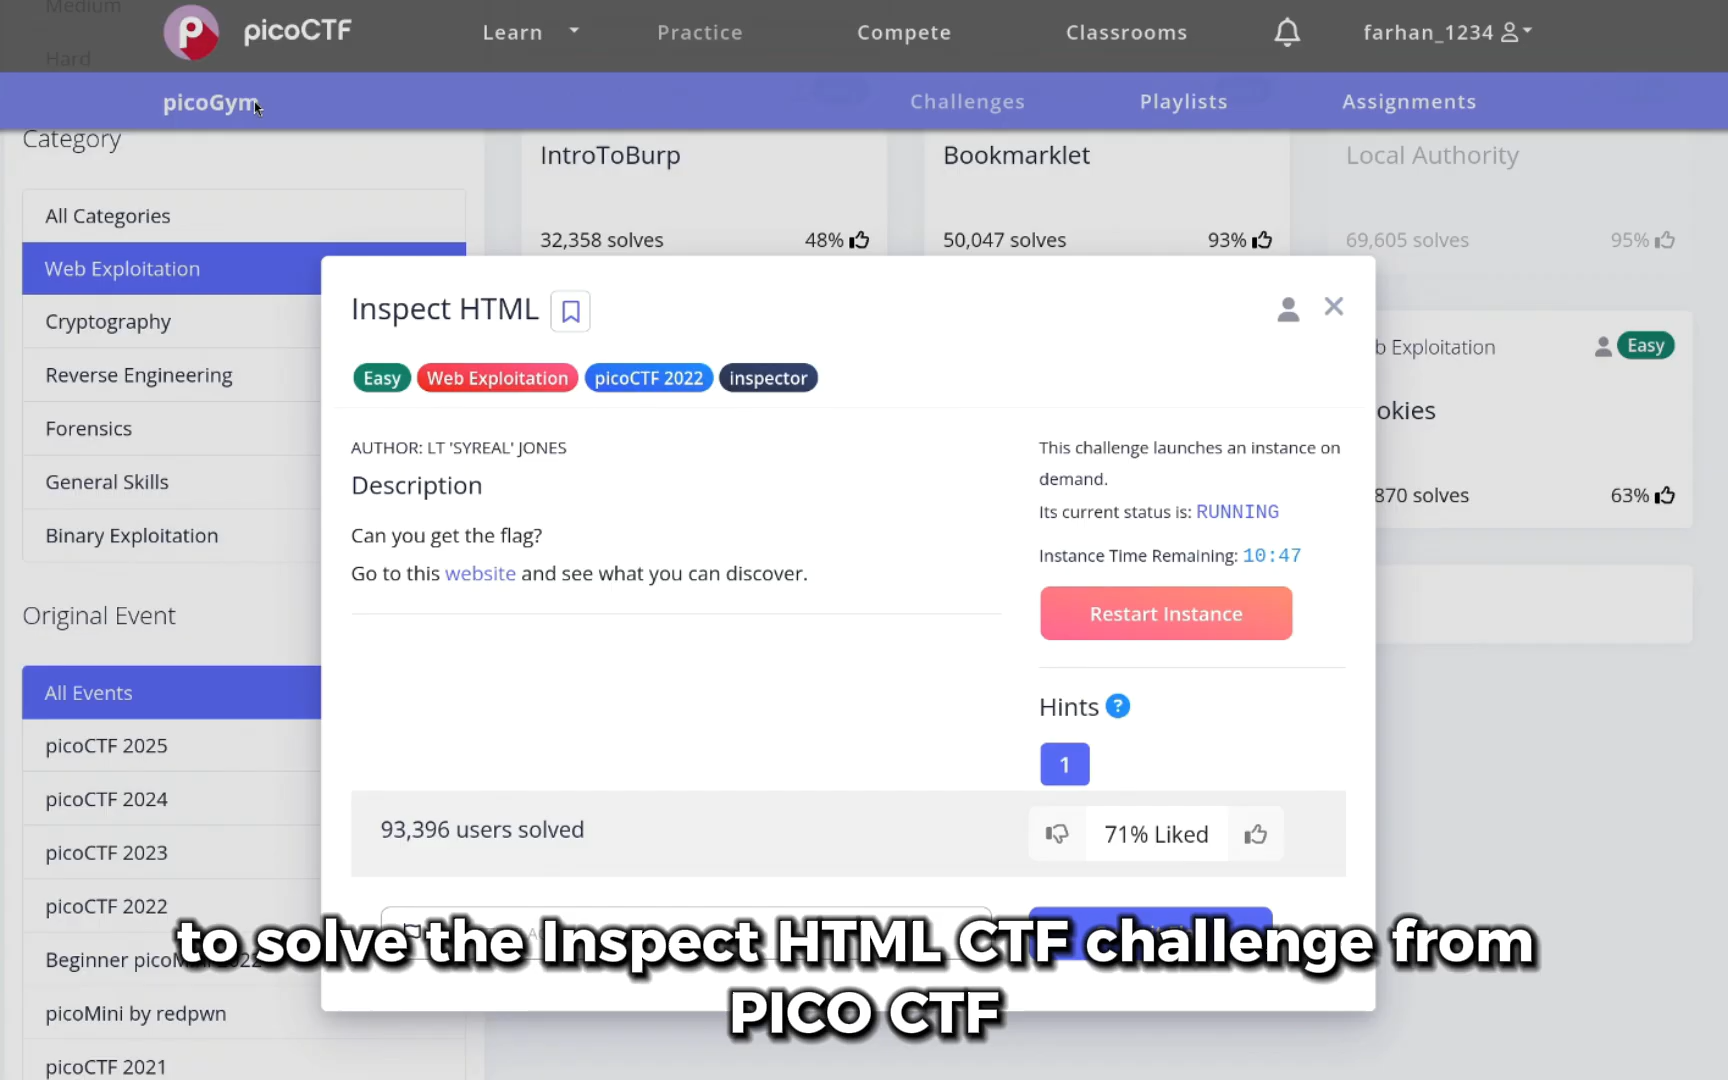 Medium
Hard
picoCTF
Learn
Practice
Compete
Classrooms
farhan_1234
picoGym
Challenges
Playlists
Assignments
Category
All Categories
Web Exploitation
Cryptography
Reverse Engineering
Forensics
General Skills
Binary Exploitation
Original Event
All Events
picoCTF 2025
picoCTF 2024
picoCTF 2023
picoCTF 2022
Beginner
picoMini by redpwn
picoCTF 2021
IntroToBurp
32,358 solves 48%
Bookmarklet
50,047 solves 93%
Local Authority
69,605 solves 95%
b Exploitation Easy
okies
870 solves 63%
Inspect HTML
Easy Web Exploitation picoCTF 2022 inspector
AUTHOR: LT 'SYREAL' JONES
Description
Can you get the flag?
Go to this website and see what you can discover.
This challenge launches an instance on
demand.
Its current status is: RUNNING
Instance Time Remaining: 10:47
Restart Instance
Hints ?
1
93,396 users solved
71% Liked
to solve the Inspect HTML CTF challenge from
PICO CTF